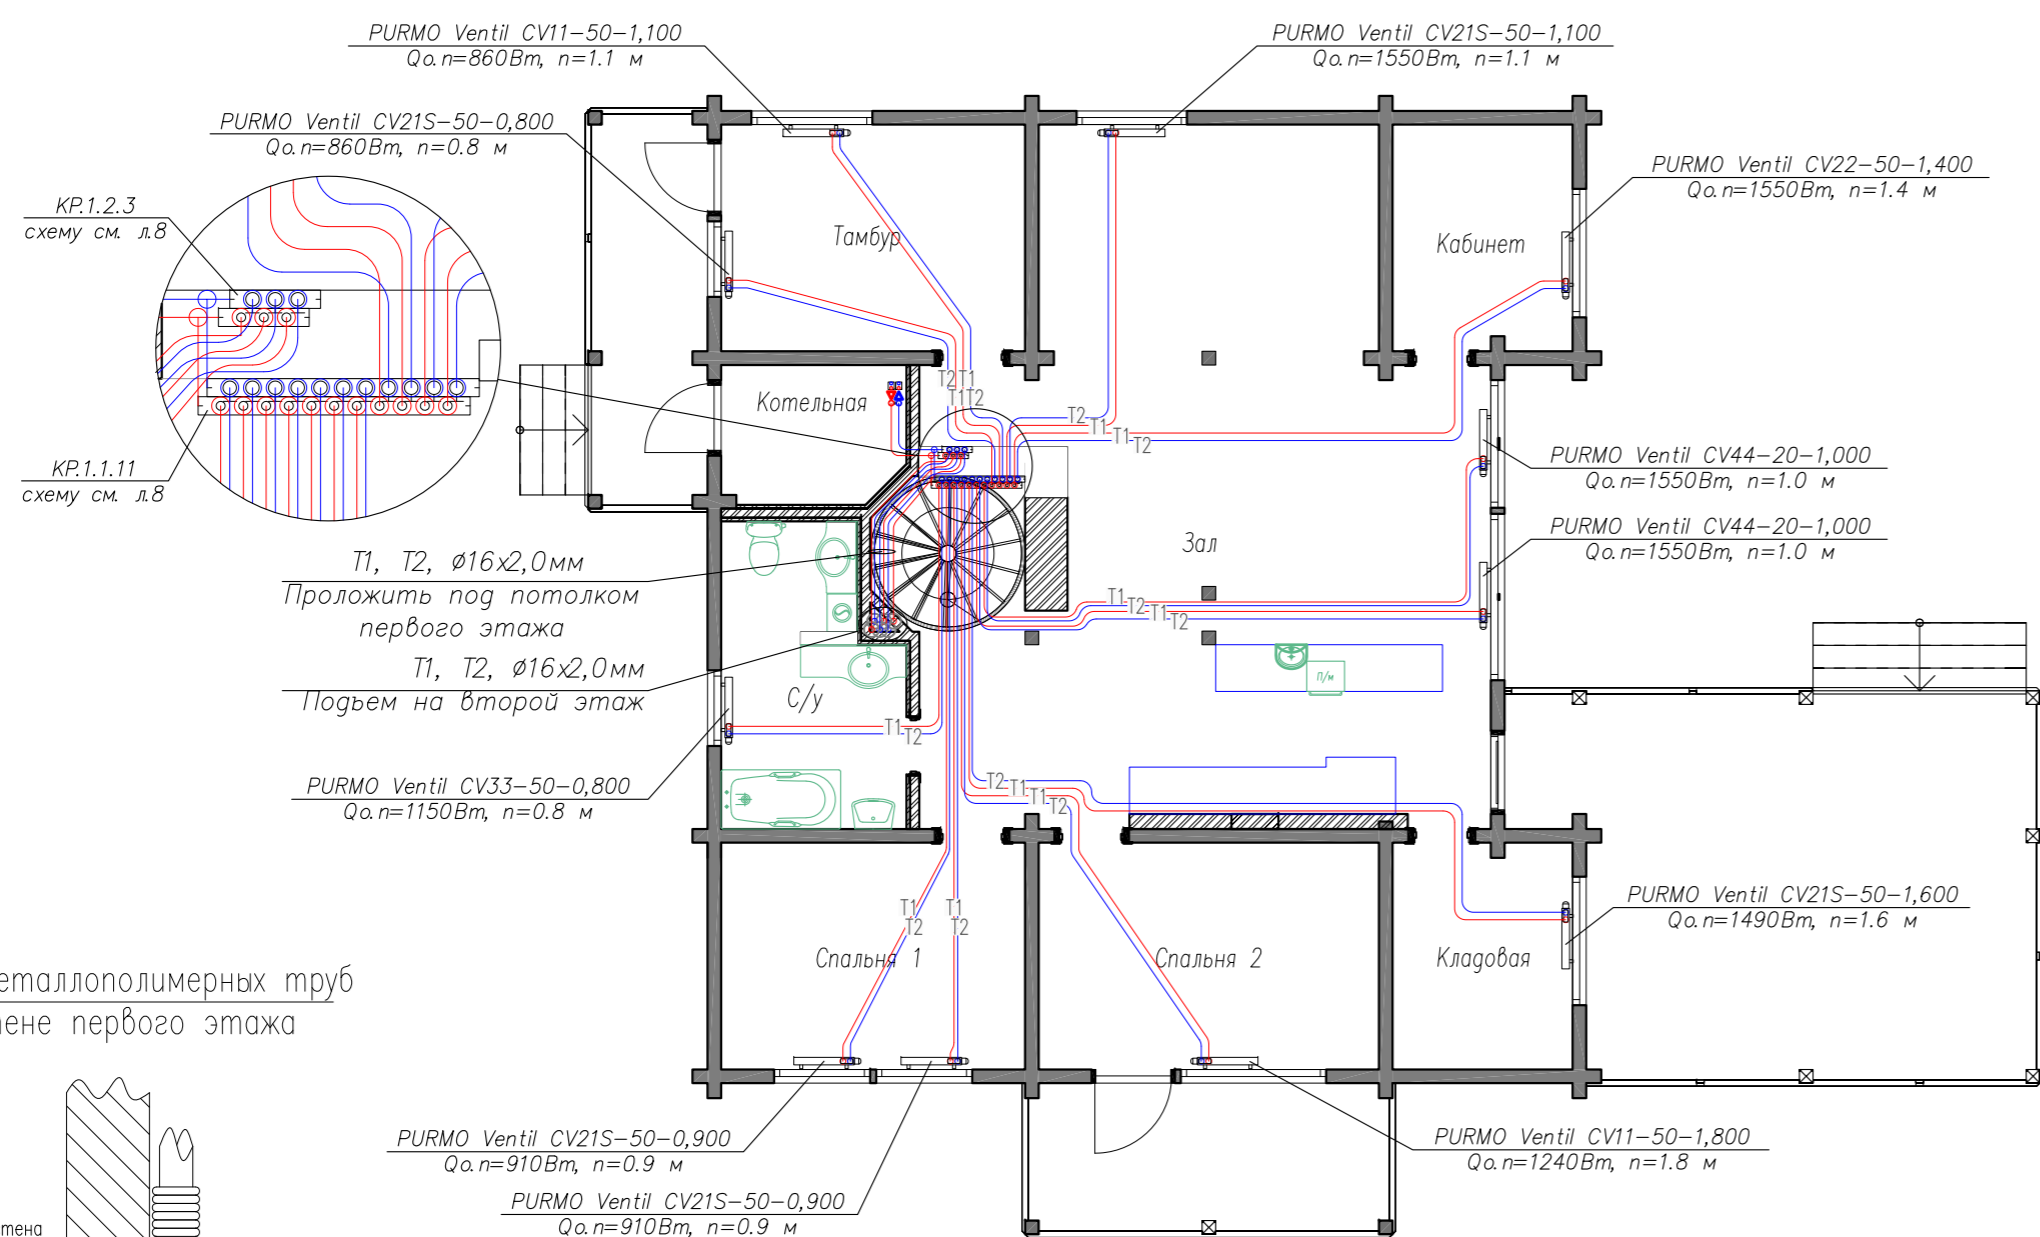 PURMO Ventil CV11-50-1,100
Qо.п=860Вт, n=1.1 м
PURMO Ventil CV21S-50-1,100
Qо.п=1550Вт, n=1.1 м
PURMO Ventil CV21S-50-0,800
Qо.п=860Вт, n=0.8 м
PURMO Ventil CV22-50-1,400
Qо.п=1550Вт, n=1.4 м
КР.1.2.3
схему см. л.8
Тамбур
Кабинет
Котельная
T2 T1
T1 T2
T2
T1
T1
T2
КР.1.1.11
схему см. л.8
PURMO Ventil CV44-20-1,000
Qо.п=1550Вт, n=1.0 м
PURMO Ventil CV44-20-1,000
Qо.п=1550Вт, n=1.0 м
Зал
Т1, Т2, ø16х2,0мм
Проложить под потолком
первого этажа
T1
T2
T1
T2
Т1, Т2, ø16х2,0мм
Подъем на второй этаж
С/у
П/м
T1
T2
PURMO Ventil CV33-50-0,800
Qо.п=1150Вт, n=0.8 м
T2
T1
T1
T2
PURMO Ventil CV21S-50-1,600
Qо.п=1490Вт, n=1.6 м
T1
T2
T1
T2
Спальня 1
Спальня 2
Кладовая
еталлополимерных труб
ене первого этажа
PURMO Ventil CV21S-50-0,900
Qо.п=910Вт, n=0.9 м
PURMO Ventil CV11-50-1,800
Qо.п=1240Вт, n=1.8 м
PURMO Ventil CV21S-50-0,900
Qо.п=910Вт, n=0.9 м
тена